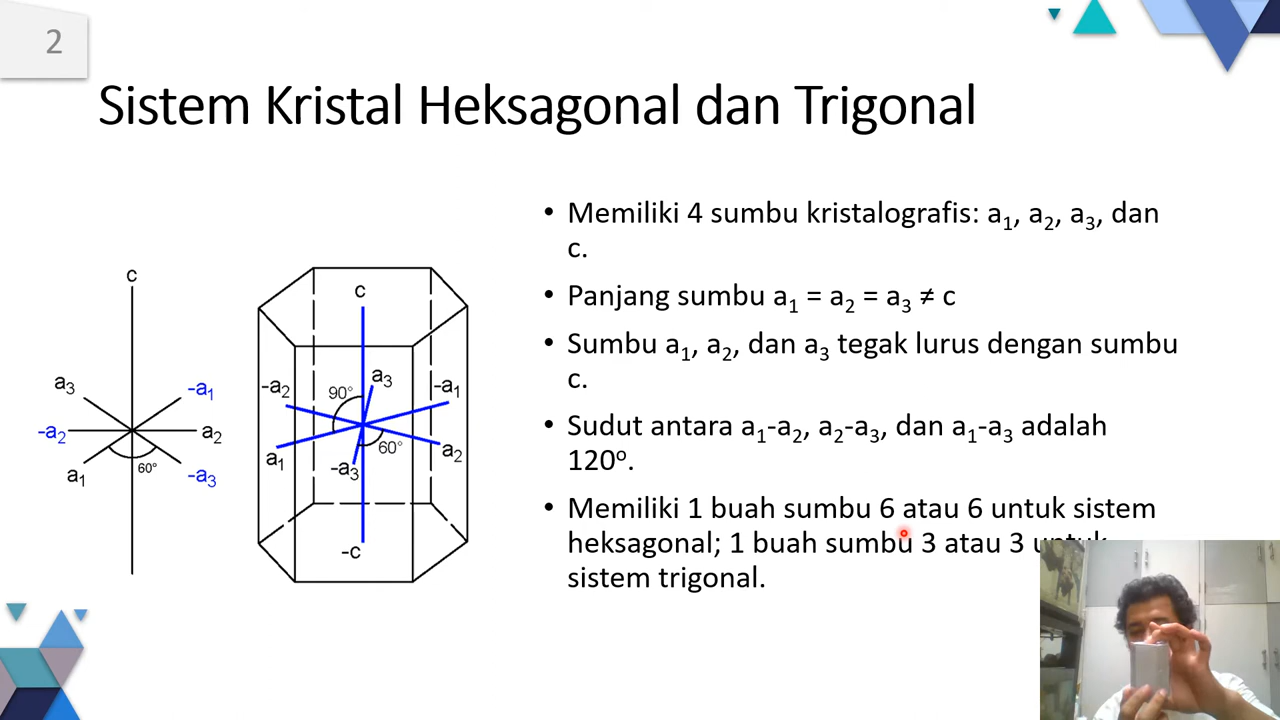 2
Sistem Kristal Heksagonal dan Trigonal
• Memiliki 4 sumbu kristalografis: a₁, a₂, a₃, dan
c.
• Panjang sumbu a₁ = a₂ = a₃ ≠ c
• Sumbu a₁, a₂, dan a₃ tegak lurus dengan sumbu
c.
• Sudut antara a₁-a₂, a₂-a₃, dan a₁-a₃ adalah
120º.
• Memiliki 1 buah sumbu 6 atau 6 untuk sistem
heksagonal; 1 buah sumbu 3 atau 3 untuk
sistem trigonal.
c
a₃
-a₁
-a₂
a₂
a₁
60°
-a₃
c
a₃
-a₂
90°
-a₁
a₁
60°
a₂
-a₃
-c